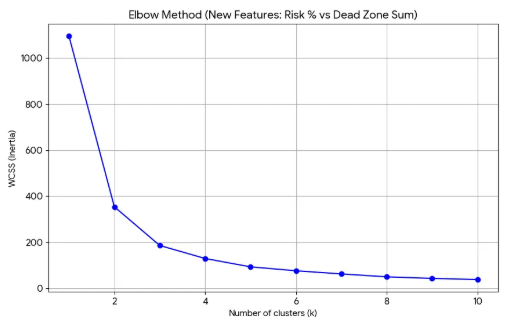 Elbow Method (New Features: Risk % vs Dead Zone Sum)
1000
800
600
400
200
0
WCSS (Inertia)
2 4 6 8 10
Number of clusters (k)